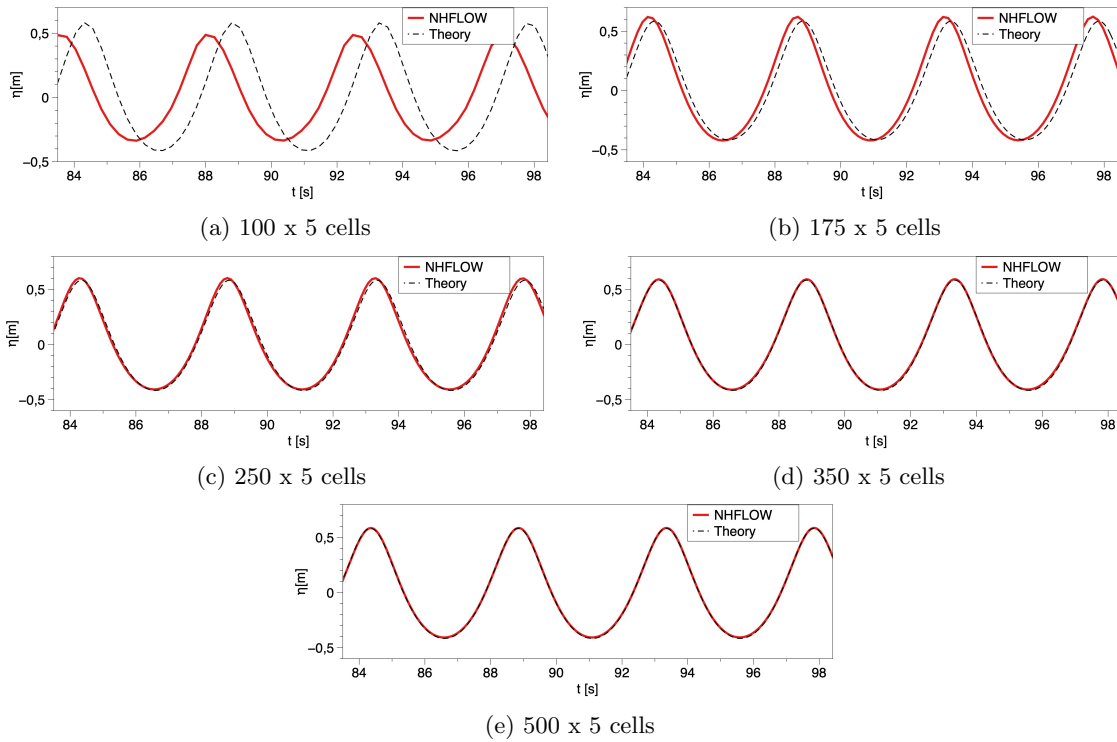 NHFLOW
Theory
0,5
0
−0,5
η[m]
84 86 88 90 92 94 96 98
t [s]
(a) 100 x 5 cells
NHFLOW
Theory
0,5
0
−0,5
η[m]
84 86 88 90 92 94 96 98
t [s]
(b) 175 x 5 cells
NHFLOW
Theory
0,5
0
−0,5
η[m]
84 86 88 90 92 94 96 98
t [s]
(c) 250 x 5 cells
NHFLOW
Theory
0,5
0
−0,5
η[m]
84 86 88 90 92 94 96 98
t [s]
(d) 350 x 5 cells
NHFLOW
Theory
0,5
0
−0,5
η[m]
84 86 88 90 92 94 96 98
t [s]
(e) 500 x 5 cells